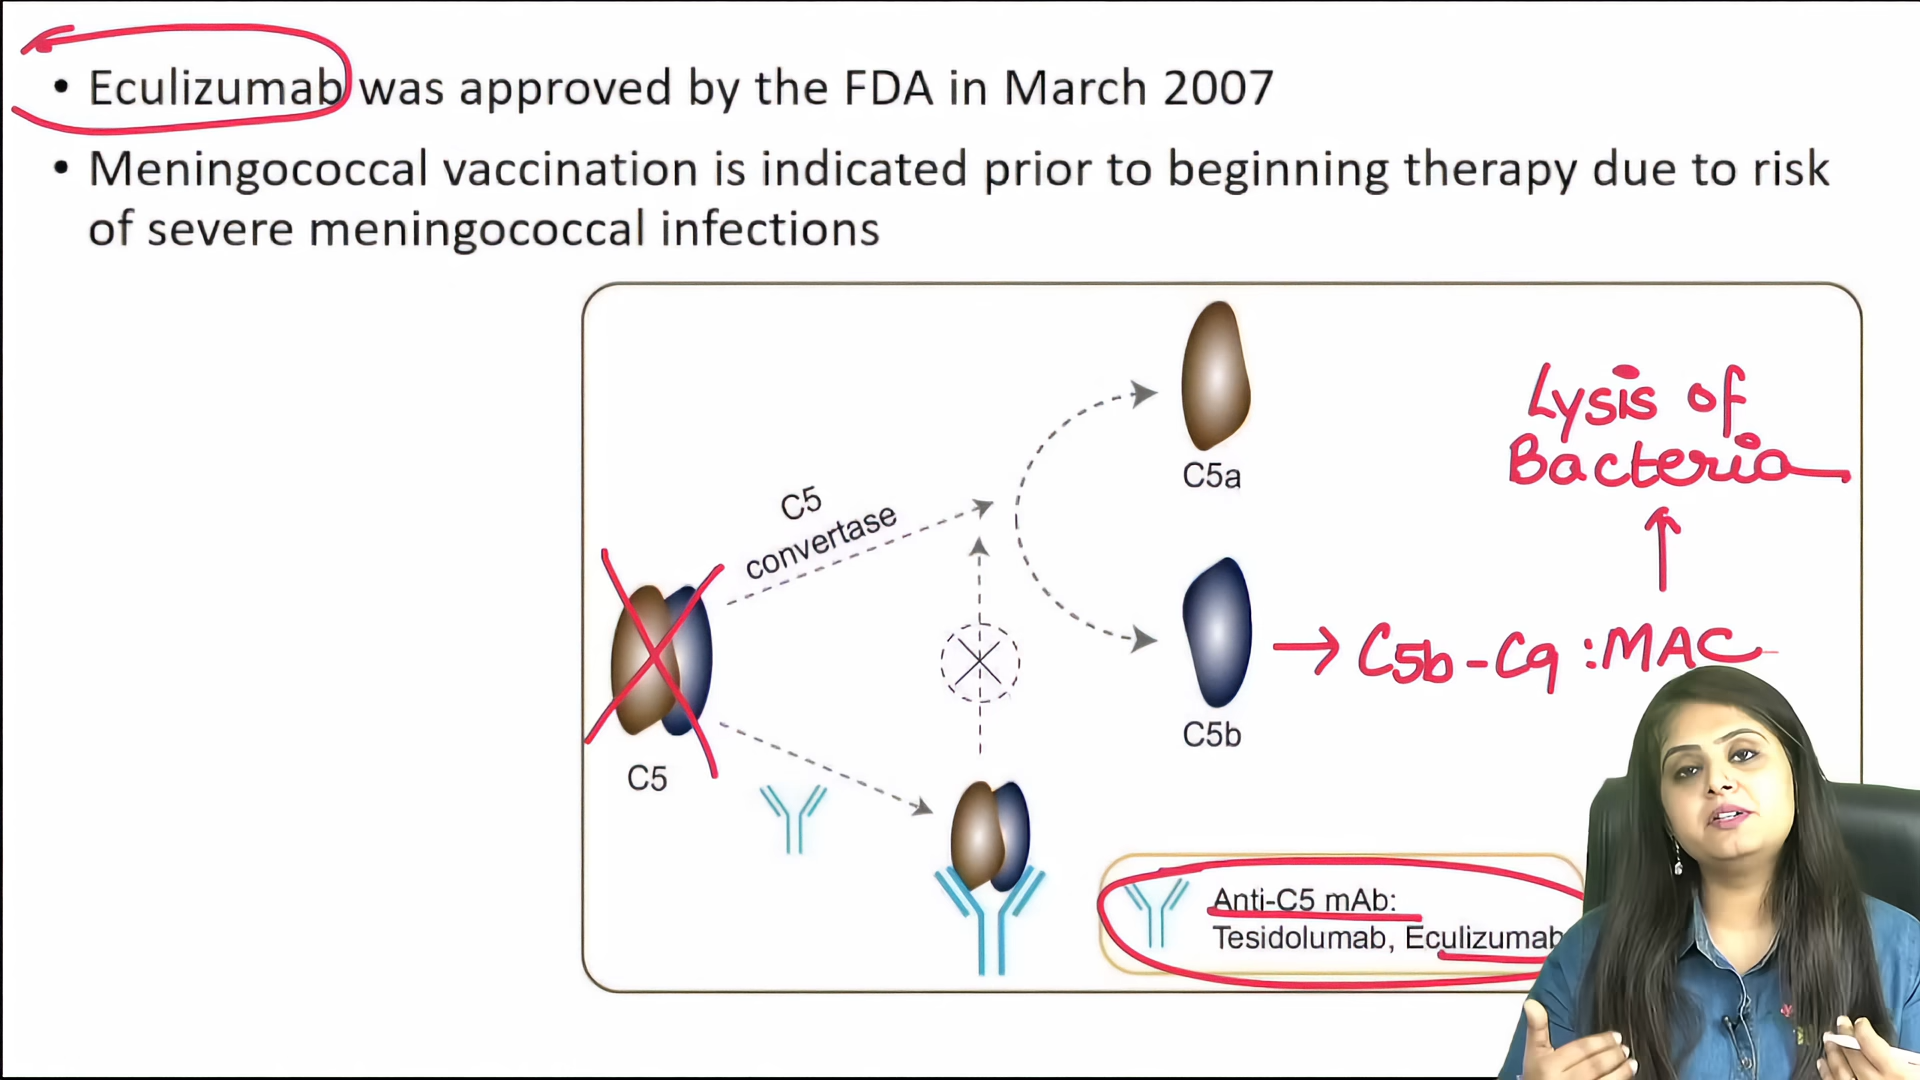 • Eculizumab was approved by the FDA in March 2007
• Meningococcal vaccination is indicated prior to beginning therapy due to risk
of severe meningococcal infections
C5a
Lysis of
Bacteria
C5
convertase
C5
C5b
→ C5b-C9 : MAC
Anti-C5 mAb:
Tesidolumab, Eculizumab